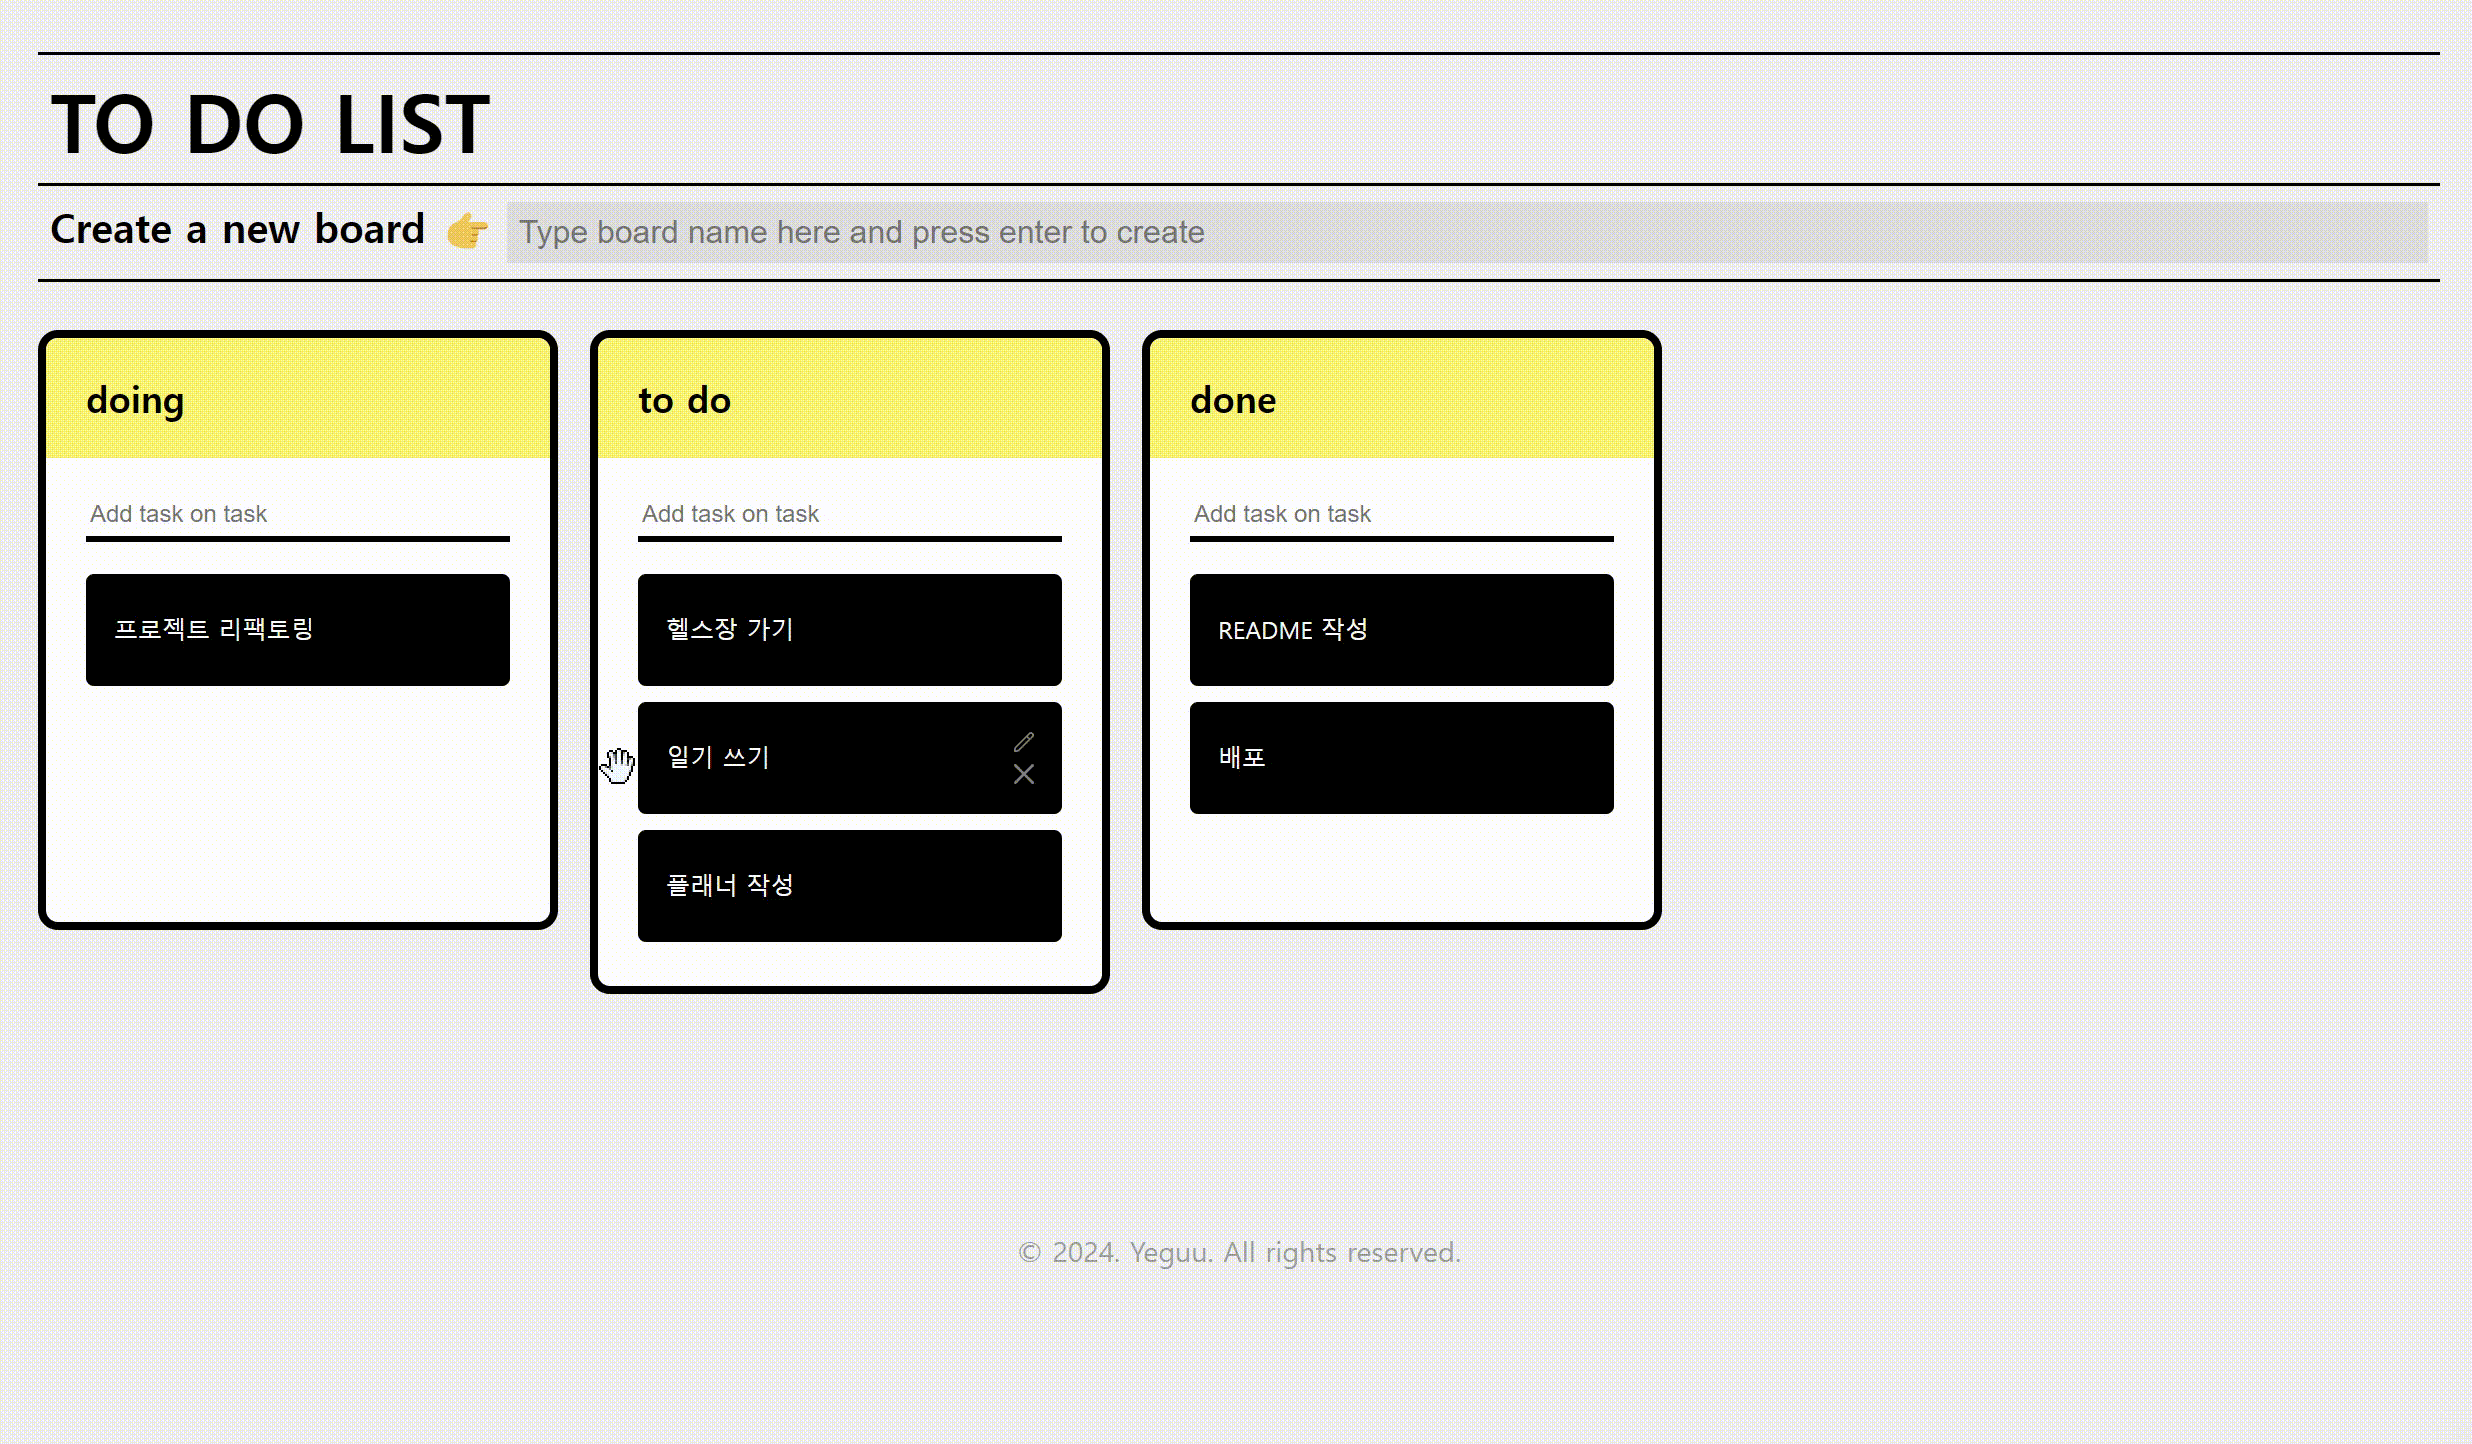 TO DO LIST
Create a new board 👉 Type board name here and press enter to create
doing
Add task on task
프로젝트 리팩토링
to do
Add task on task
헬스장 가기
일기 쓰기
플래너 작성
done
Add task on task
README 작성
배포
© 2024. Yeguu. All rights reserved.